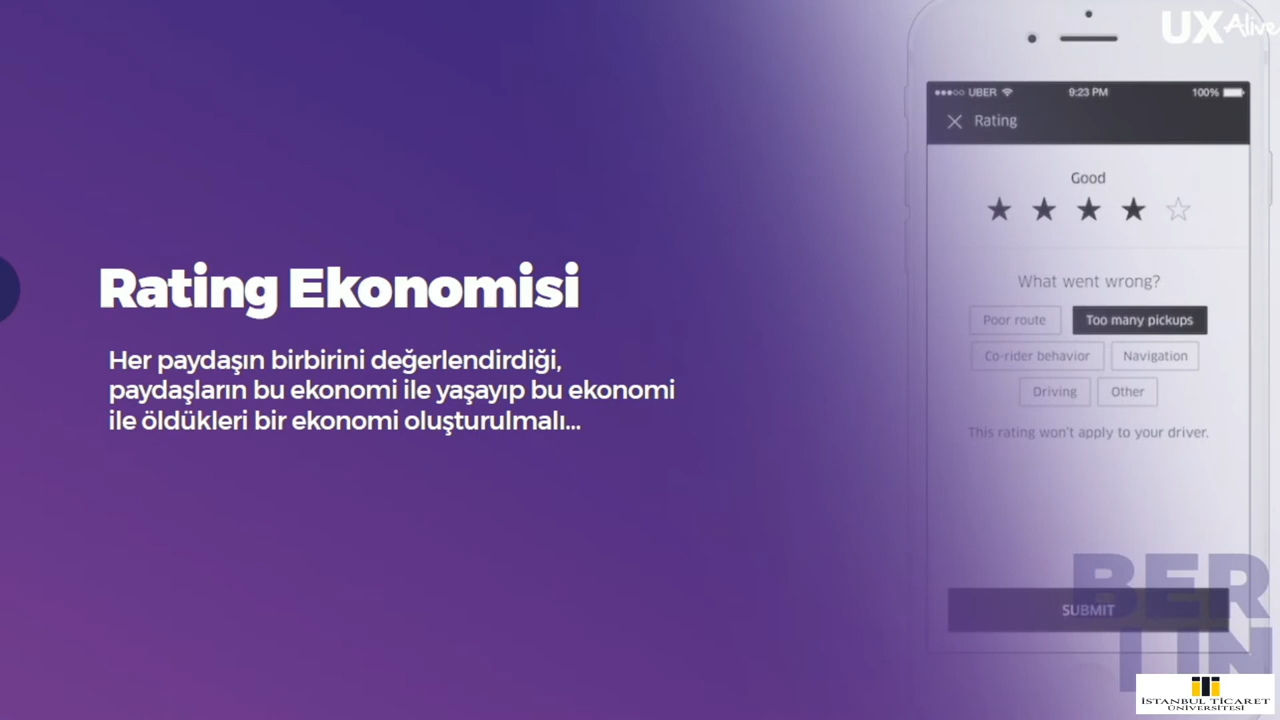 UX Alive
UBER 9:23 PM 100%
Rating
Good
Rating Ekonomisi
Her paydaşın birbirini değerlendirdiği,
paydaşların bu ekonomi ile yaşayıp bu ekonomi
ile öldükleri bir ekonomi oluşturulmalı...
What went wrong?
Poor route Too many pickups
Co-rider behavior Navigation
Driving Other
This rating won't apply to your driver.
SUBMIT
BER
LIN
İSTANBUL TİCARET
ÜNİVERSİTESİ